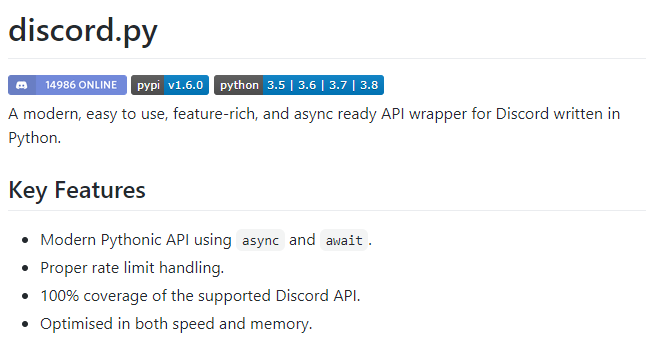 discord.py
14986 ONLINE pypi v1.6.0 python 3.5 | 3.6 | 3.7 | 3.8
A modern, easy to use, feature-rich, and async ready API wrapper for Discord written in
Python.
Key Features
Modern Pythonic API using async and await.
Proper rate limit handling.
100% coverage of the supported Discord API.
Optimised in both speed and memory.